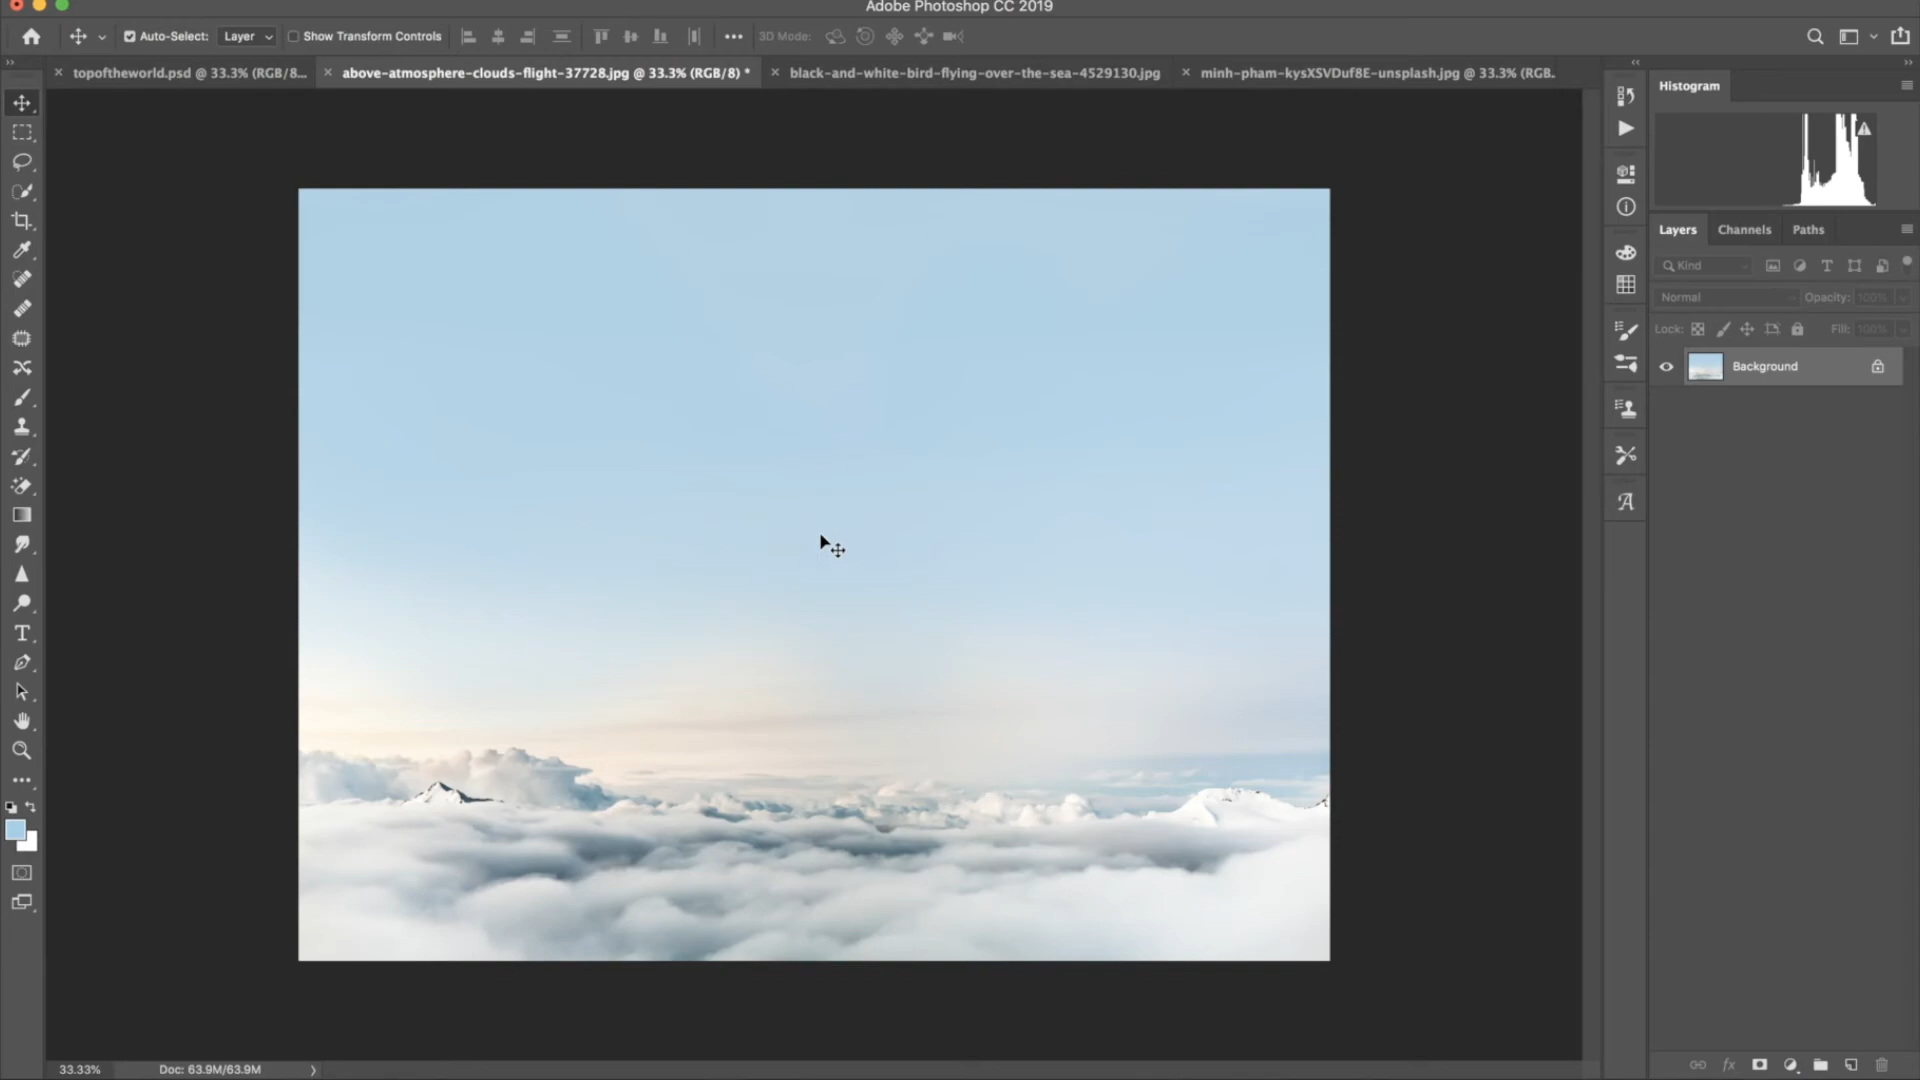 Adobe Photoshop CC 2019
Auto-Select: Layer Show Transform Controls 3D Mode:
topoftheworld.psd @ 33.3% (RGB/8... above-atmosphere-clouds-flight-37728.jpg @ 33.3% (RGB/8) * black-and-white-bird-flying-over-the-sea-4529130.jpg minh-pham-kysXSVDuf8E-unsplash.jpg @ 33.3% (RGB.
Histogram
Layers Channels Paths
Kind
Normal Opacity: 100%
Lock: Fill: 100%
Background
33.33% Doc: 63.9M/63.9M